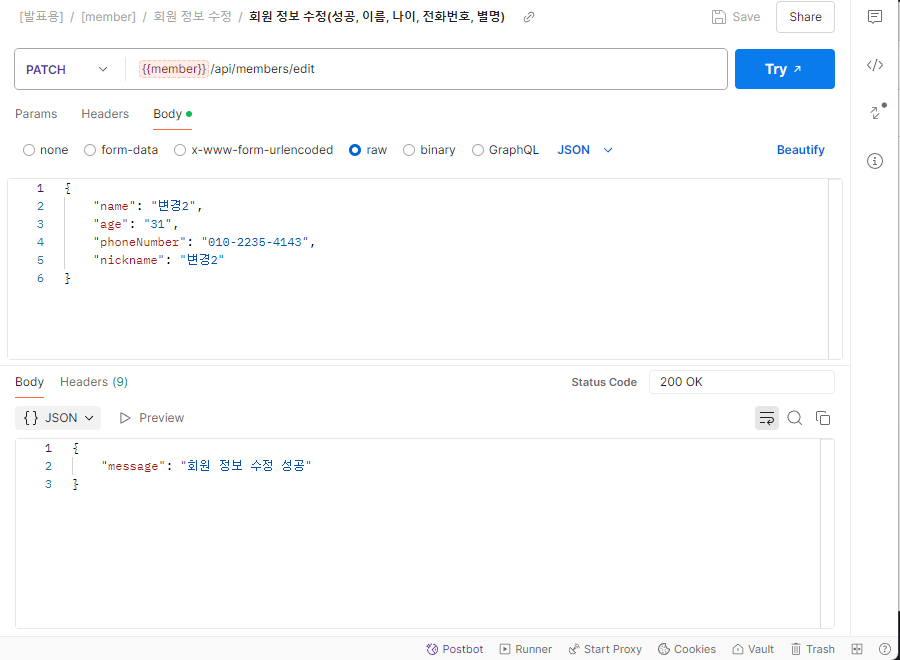 [발표용] / [member] / 회원 정보 수정 / 회원 정보 수정(성공, 이름, 나이, 전화번호, 별명)
Save
Share
PATCH
{{member}}/api/members/edit
Try ↗
Params Headers Body
none form-data x-www-form-urlencoded raw binary GraphQL JSON Beautify
1 {
2 "name": "변경2",
3 "age": "31",
4 "phoneNumber": "010-2235-4143",
5 "nickname": "변경2"
6 }
Body Headers (9) Status Code 200 OK
{} JSON Preview
1 {
2 "message": "회원 정보 수정 성공"
3 }
Postbot Runner Start Proxy Cookies Vault Trash